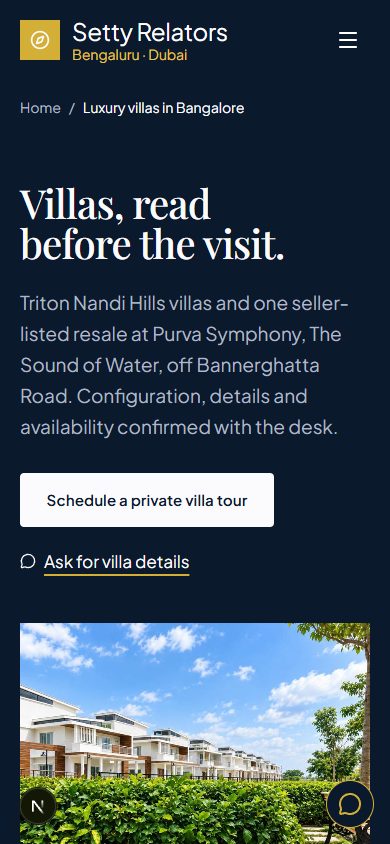 Setty Relators
Bengaluru · Dubai
Home / Luxury villas in Bangalore
Villas, read
before the visit.
Triton Nandi Hills villas and one seller-
listed resale at Purva Symphony, The
Sound of Water, off Bannerghatta
Road. Configuration, details and
availability confirmed with the desk.
Schedule a private villa tour
Ask for villa details
N